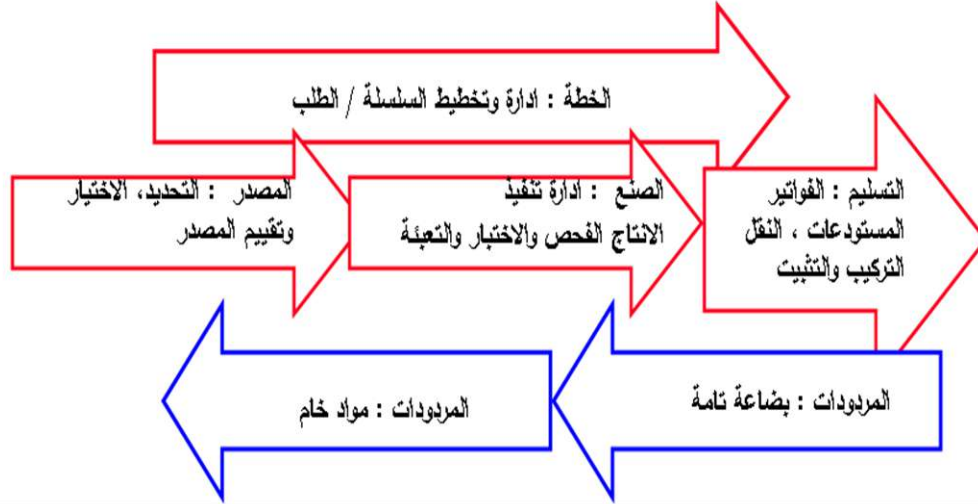 الخطة : ادارة وتخطيط السلسلة / الطلب
المصدر : التحديد، الاختيار
وتقييم المصدر
الصنع : ادارة تنفيذ
الانتاج الفحص والاختبار والتعبئة
التسليم : الفواتير
المستودعات ، النقل
التركيب والتثبيت
المردودات : مواد خام
المردودات : بضاعة تامة